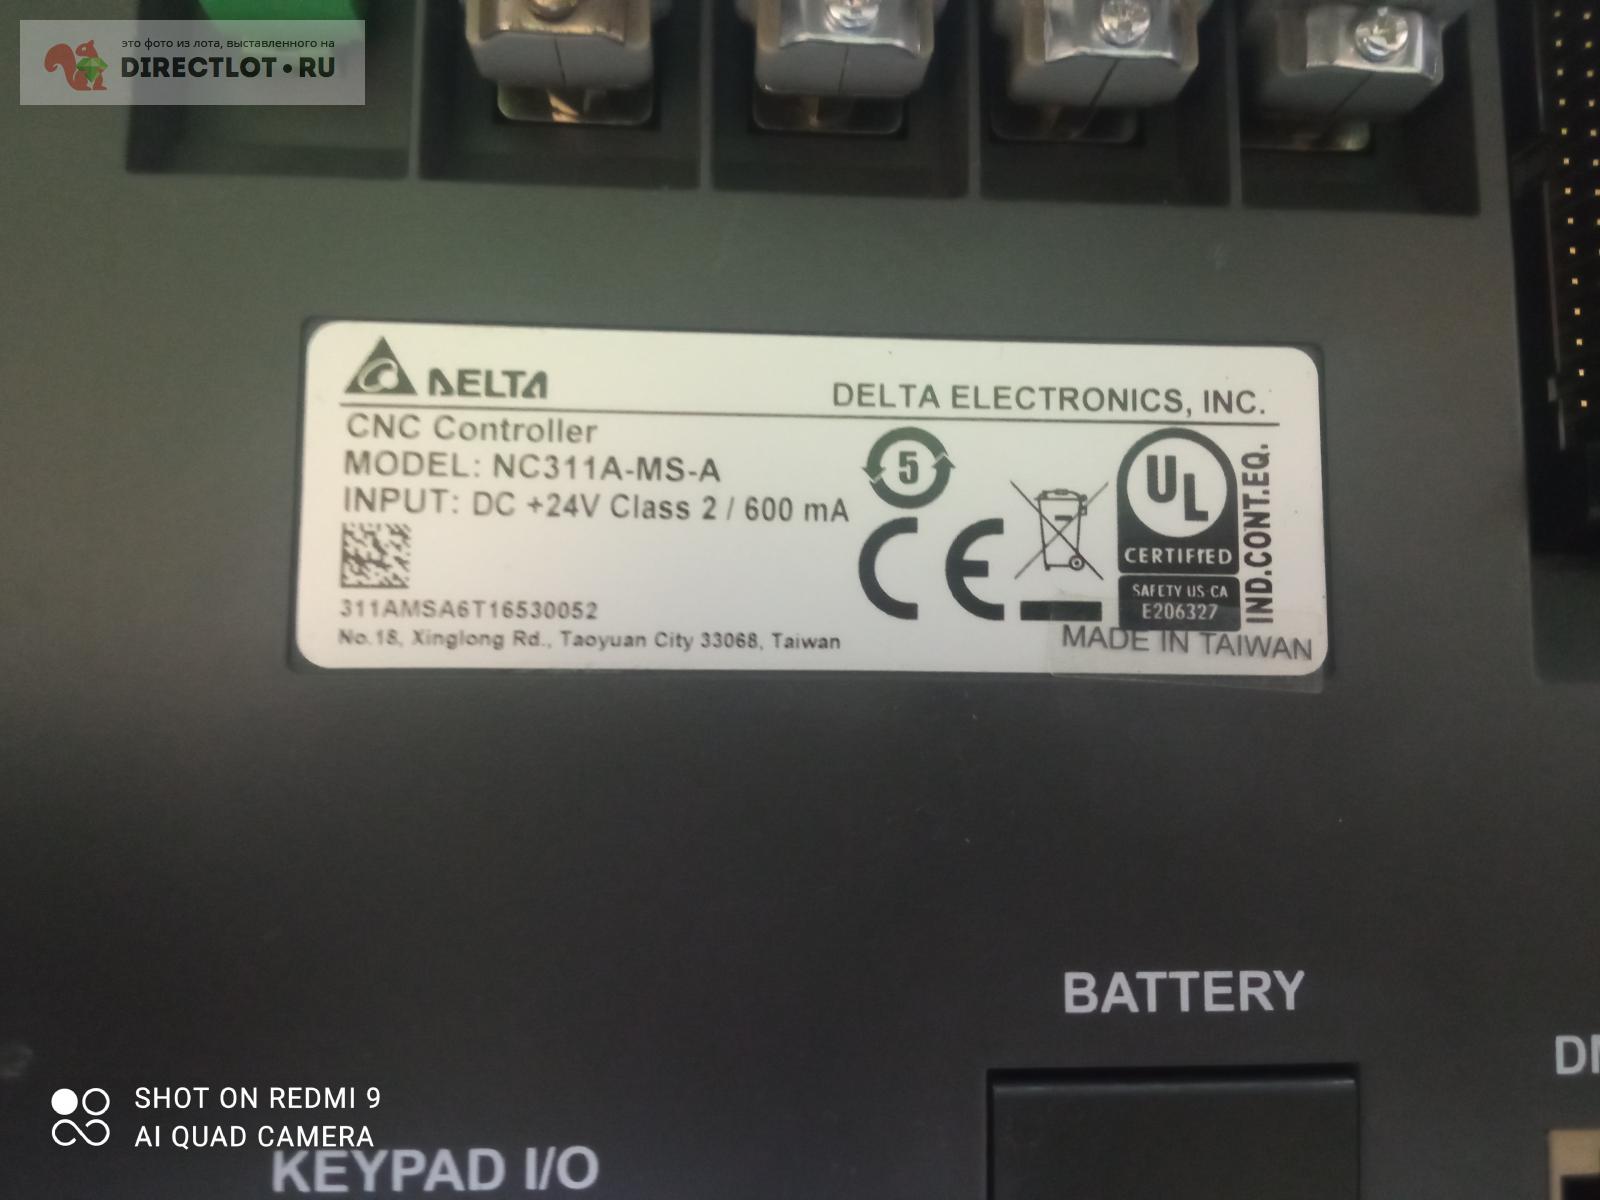 это фото из лота, выставленного на
DIRECTLOT•RU
DELTA
DELTA ELECTRONICS, INC.
CNC Controller
MODEL: NC311A-MS-A
INPUT: DC +24V Class 2 / 600 mA
5
CE
UL
CERTIFIED
SAFETY US CA
E206327
IND.CONT.EQ.
311AMSA6T16530052
No.18, Xinglong Rd., Taoyuan City 33068, Taiwan
MADE IN TAIWAN
BATTERY
KEYPAD I/O
SHOT ON REDMI 9
AI QUAD CAMERA